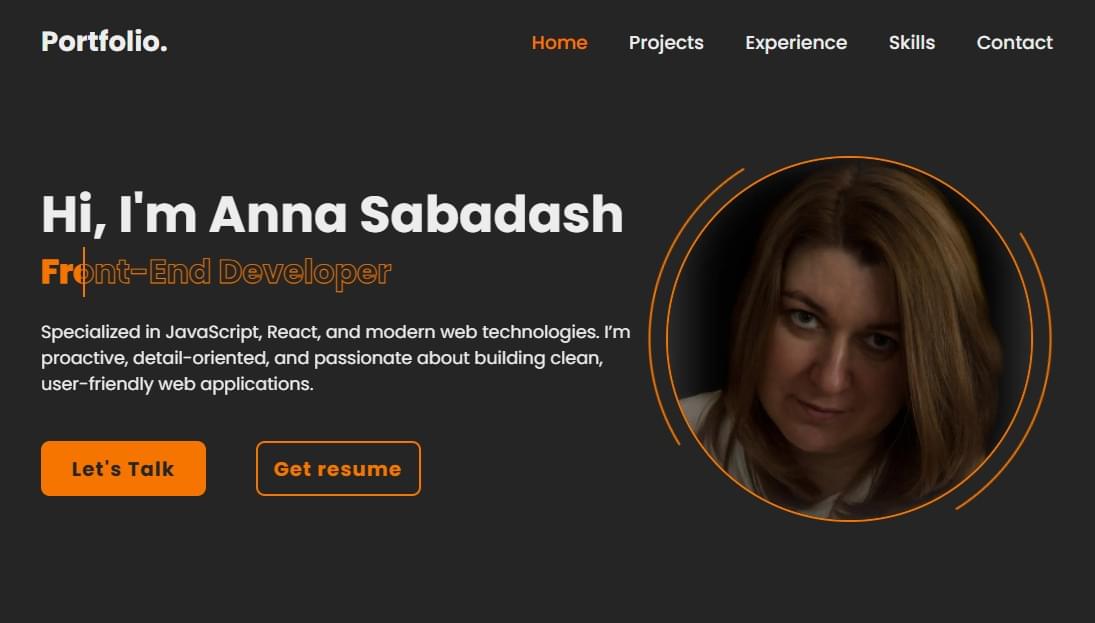 Portfolio.
Home Projects Experience Skills Contact
Hi, I'm Anna Sabadash
Front-End Developer
Specialized in JavaScript, React, and modern web technologies. I’m
proactive, detail-oriented, and passionate about building clean,
user-friendly web applications.
Let's Talk
Get resume